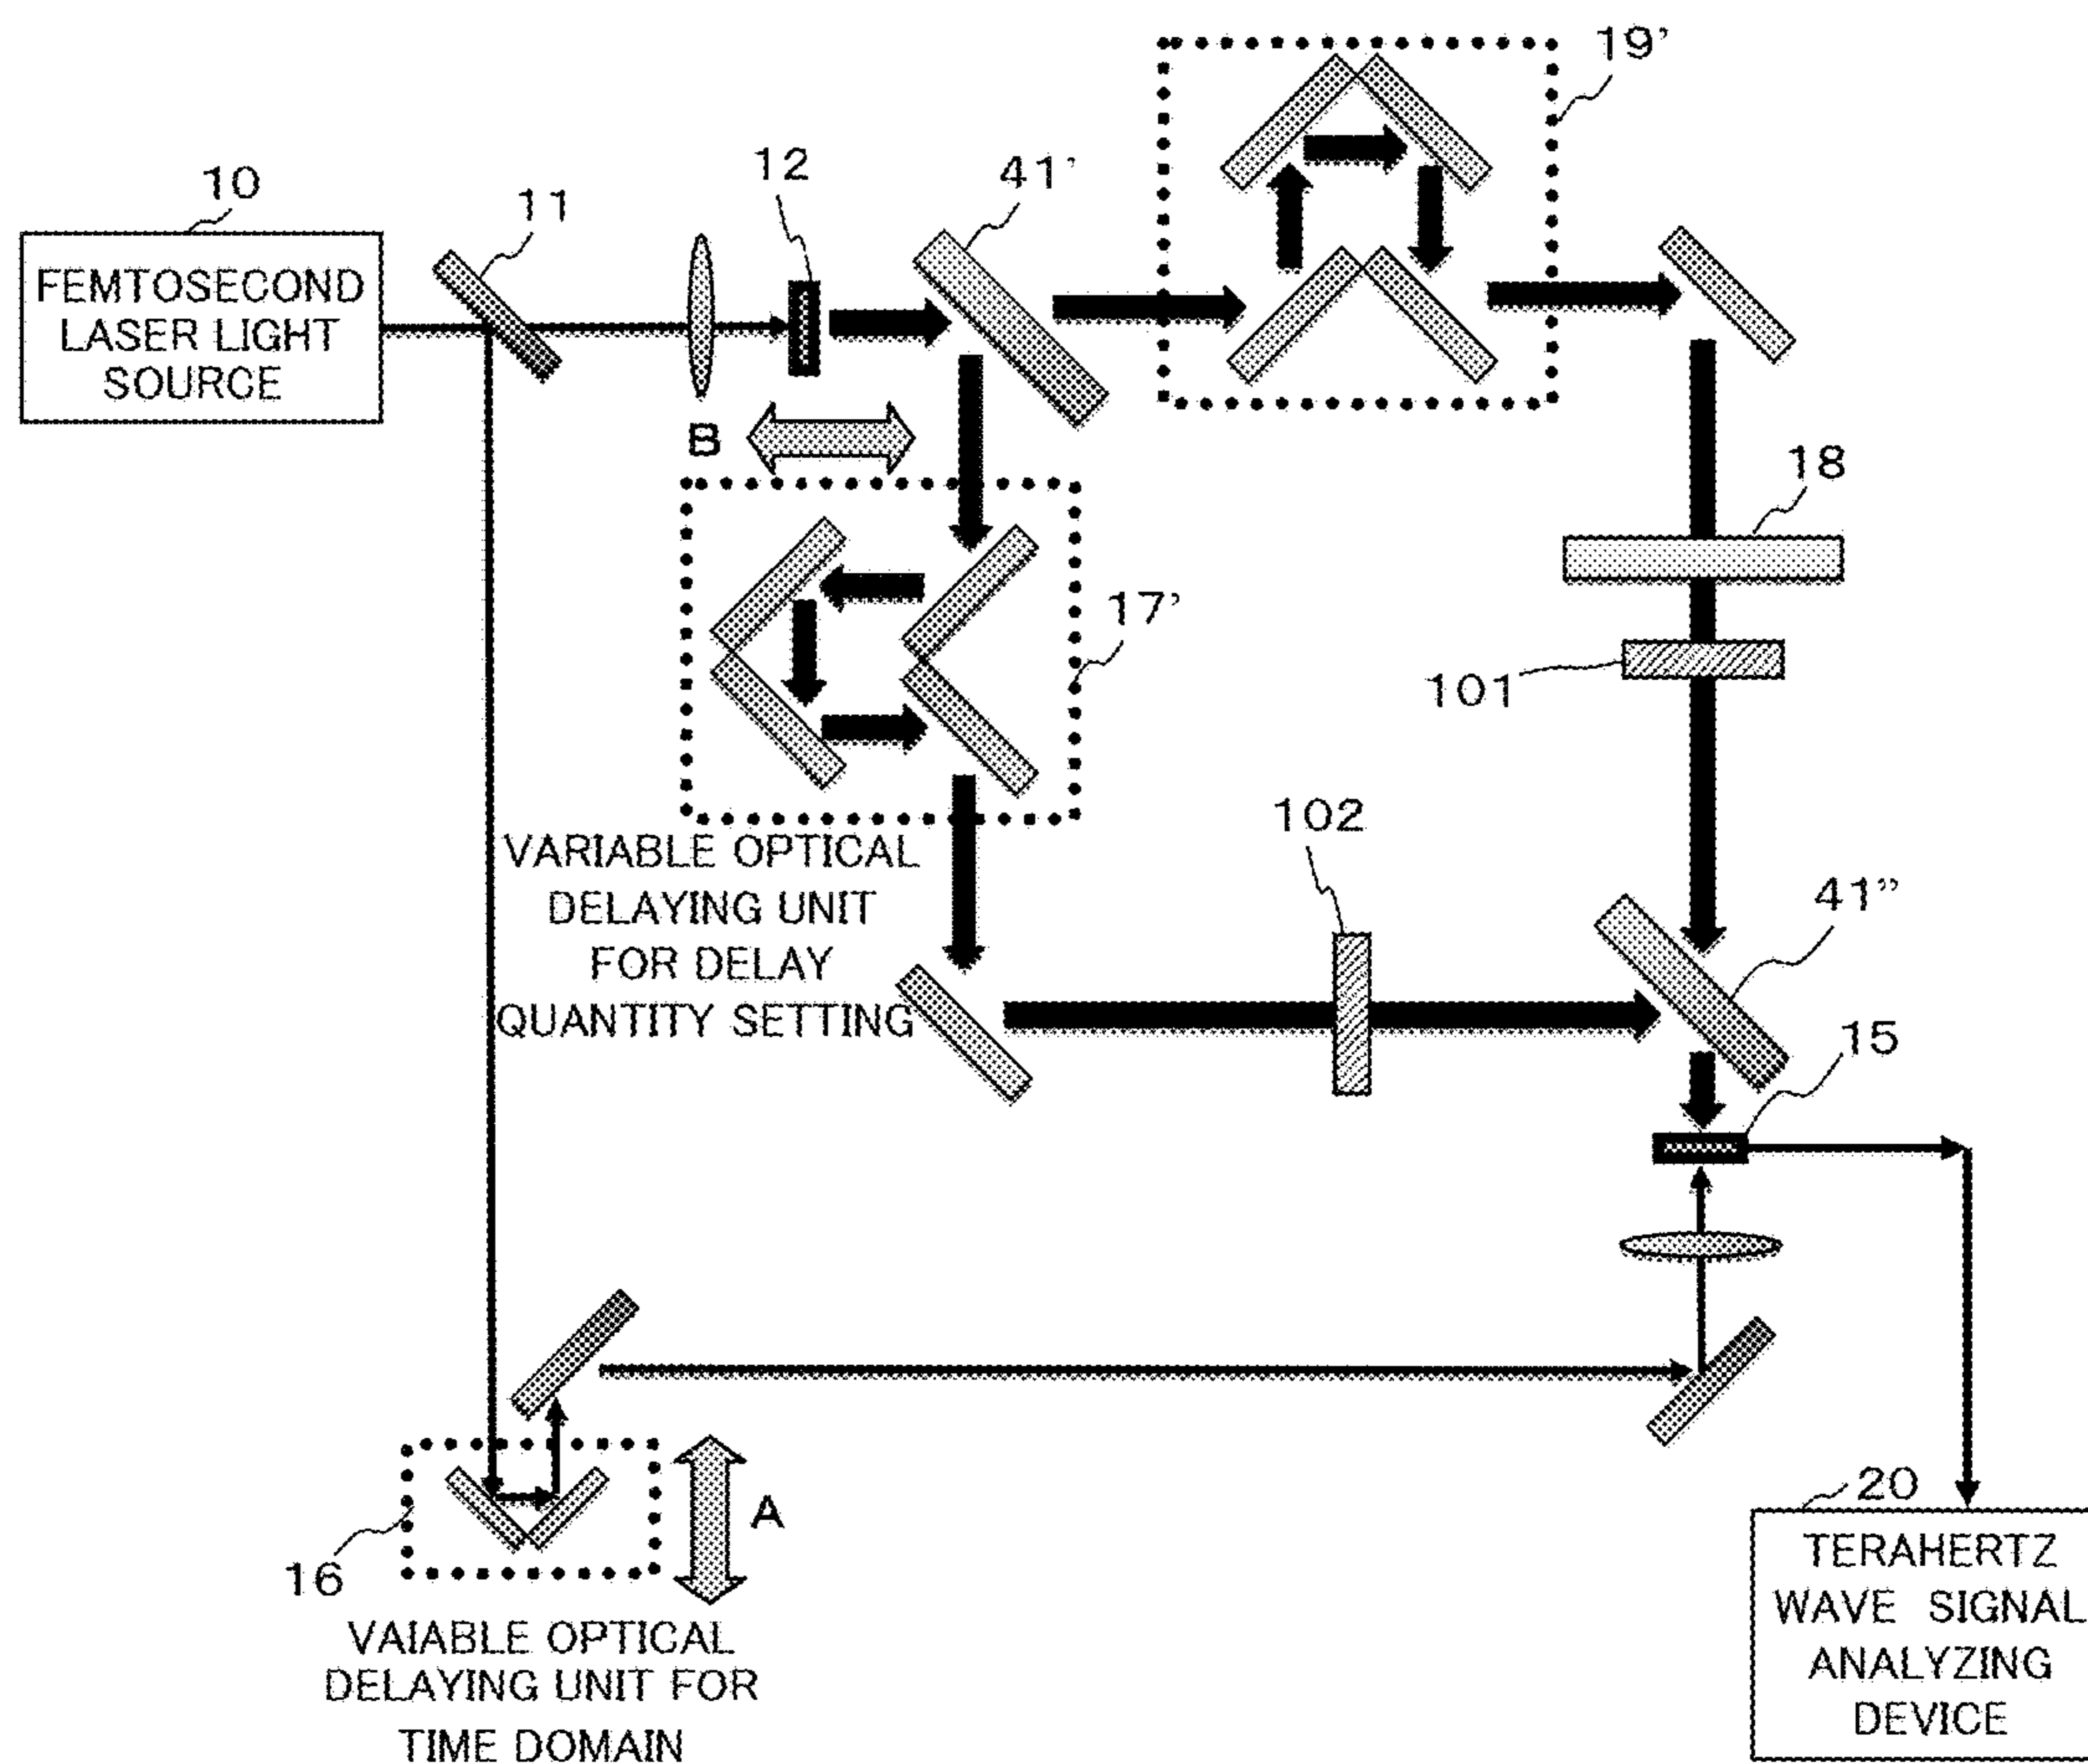 19'
10
11
12
41'
FEMTOSECOND
LASER LIGHT
SOURCE
B
18
17'
101
102
VARIABLE OPTICAL
DELAYING UNIT
FOR DELAY
QUANTITY SETTING
41”
15
16
A
VAIABLE OPTICAL
DELAYING UNIT FOR
TIME DOMAIN
20
TERAHERTZ
WAVE SIGNAL
ANALYZING
DEVICE